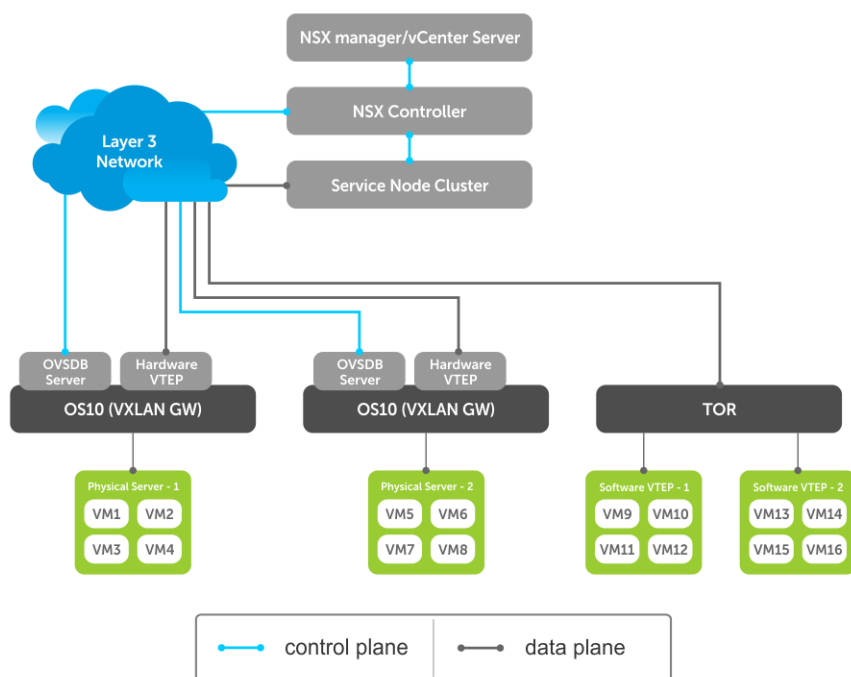 NSX manager/vCenter Server
NSX Controller
Layer 3
Network
Service Node Cluster
OVSDB
Server
Hardware
VTEP
OVSDB
Server
Hardware
VTEP
OS10 (VXLAN GW)
OS10 (VXLAN GW)
TOR
Physical Server - 1
VM1 VM2
VM3 VM4
Physical Server - 2
VM5 VM6
VM7 VM8
Software VTEP - 1
VM9 VM10
VM11 VM12
Software VTEP - 2
VM13 VM14
VM15 VM16
control plane
data plane